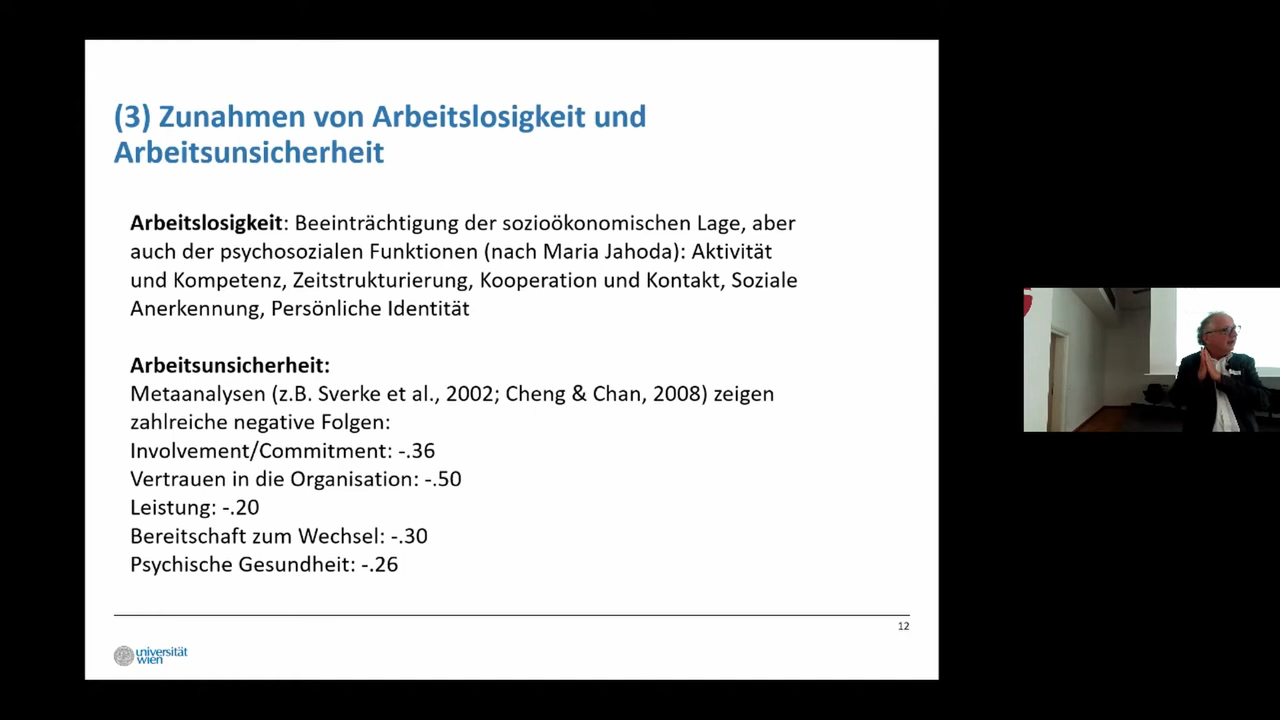 (3) Zunahmen von Arbeitslosigkeit und
Arbeitsunsicherheit
Arbeitslosigkeit: Beeinträchtigung der sozioökonomischen Lage, aber
auch der psychosozialen Funktionen (nach Maria Jahoda): Aktivität
und Kompetenz, Zeitstrukturierung, Kooperation und Kontakt, Soziale
Anerkennung, Persönliche Identität
Arbeitsunsicherheit:
Metaanalysen (z.B. Sverke et al., 2002; Cheng & Chan, 2008) zeigen
zahlreiche negative Folgen:
Involvement/Commitment: -.36
Vertrauen in die Organisation: -.50
Leistung: -.20
Bereitschaft zum Wechsel: -.30
Psychische Gesundheit: -.26
12
universität
wien